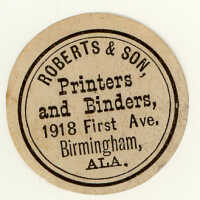 ROBERTS & SON,
Printers
and Binders,
1918 First Ave.
Birmingham,
ALA.